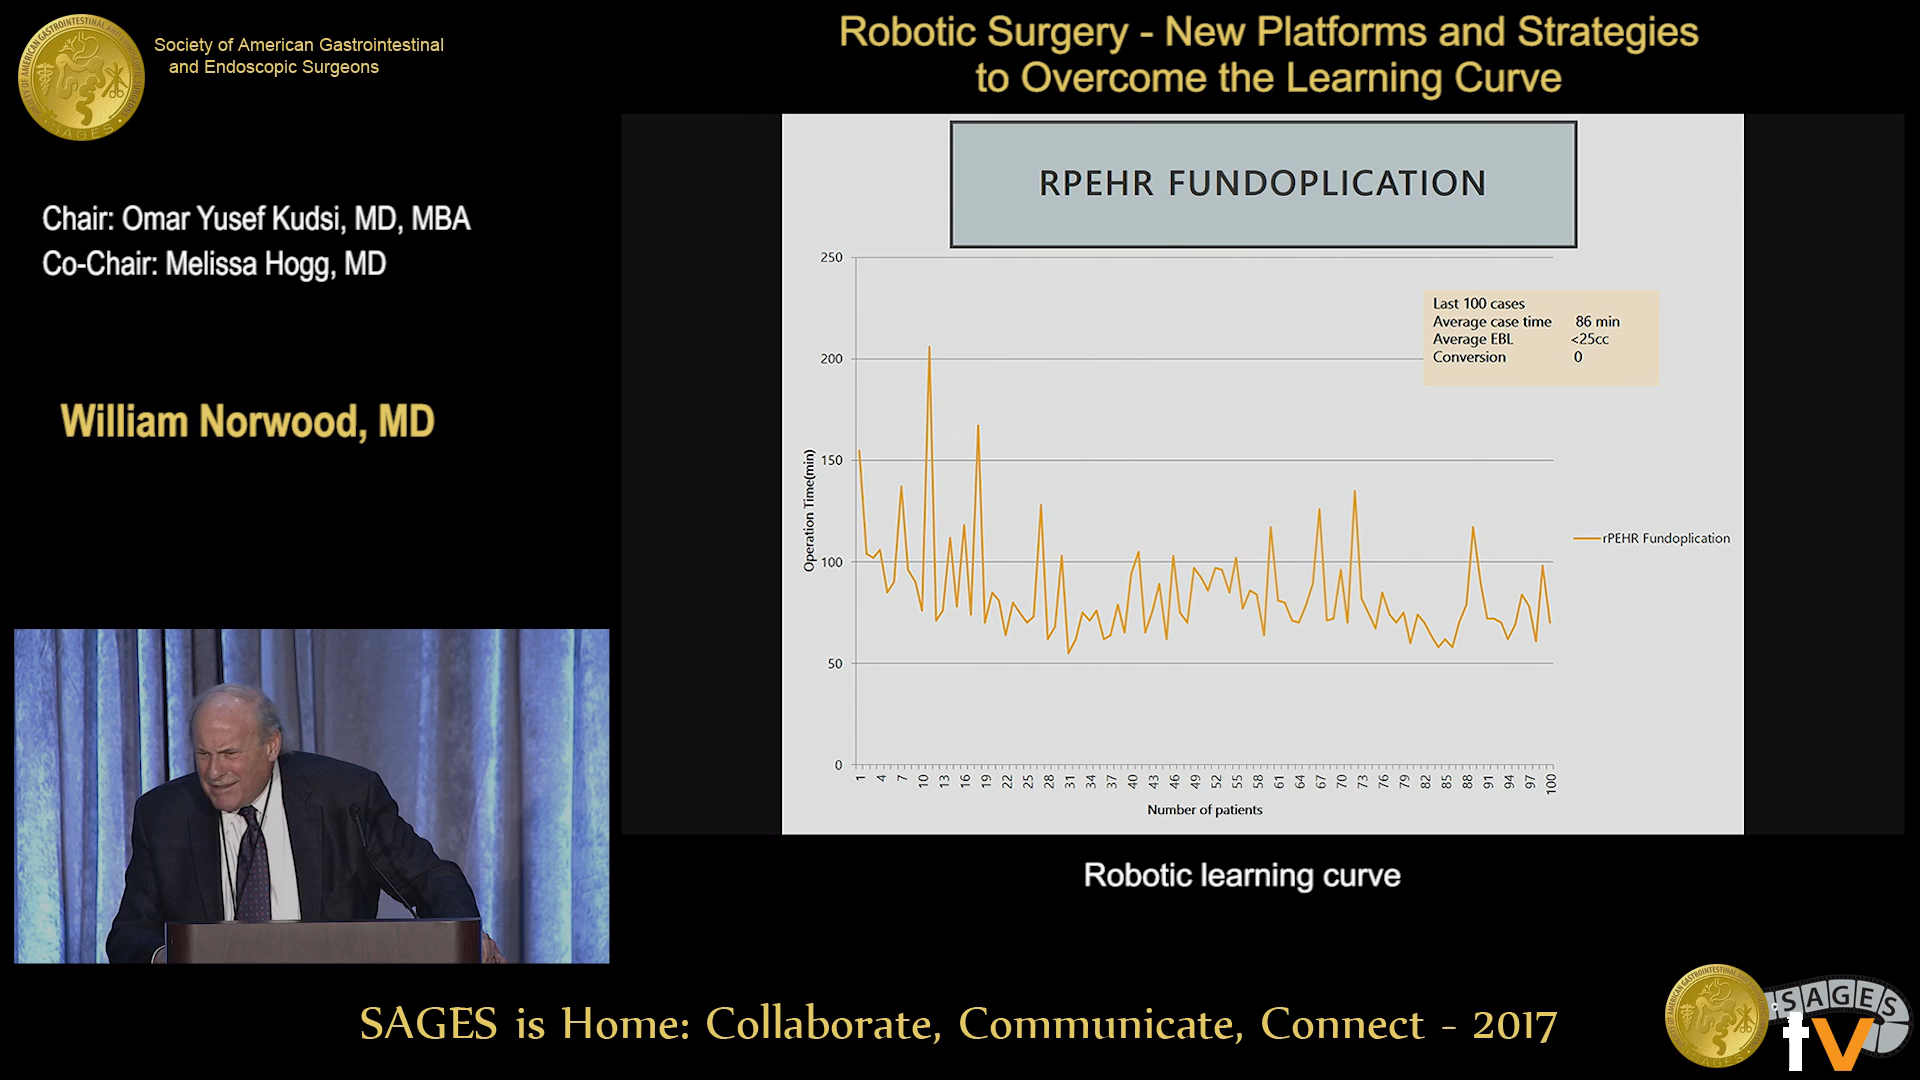 Society of American Gastrointestinal
and Endoscopic Surgeons
Robotic Surgery - New Platforms and Strategies
to Overcome the Learning Curve
Chair: Omar Yusef Kudsi, MD, MBA
Co-Chair: Melissa Hogg, MD
William Norwood, MD
RPEHR FUNDOPLICATION
Last 100 cases
Average case time 86 min
Average EBL <25cc
Conversion 0
250
200
150
100
50
0
Operation Time(min)
rPEHR Fundoplication
1 4 7 10 13 16 19 22 25 28 31 34 37 40 43 46 49 52 55 58 61 64 67 70 73 76 79 82 85 88 91 94 97 100
Number of patients
Robotic learning curve
SAGES is Home: Collaborate, Communicate, Connect - 2017
SAGES
tv
SAGES